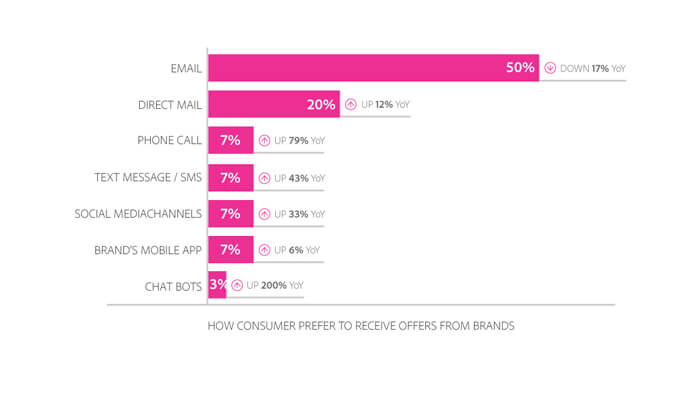 EMAIL 50% DOWN 17% YoY
DIRECT MAIL 20% UP 12% YoY
PHONE CALL 7% UP 79% YoY
TEXT MESSAGE / SMS 7% UP 43% YoY
SOCIAL MEDIACHANNELS 7% UP 33% YoY
BRAND'S MOBILE APP 7% UP 6% YoY
CHAT BOTS 3% UP 200% YoY
HOW CONSUMER PREFER TO RECEIVE OFFERS FROM BRANDS